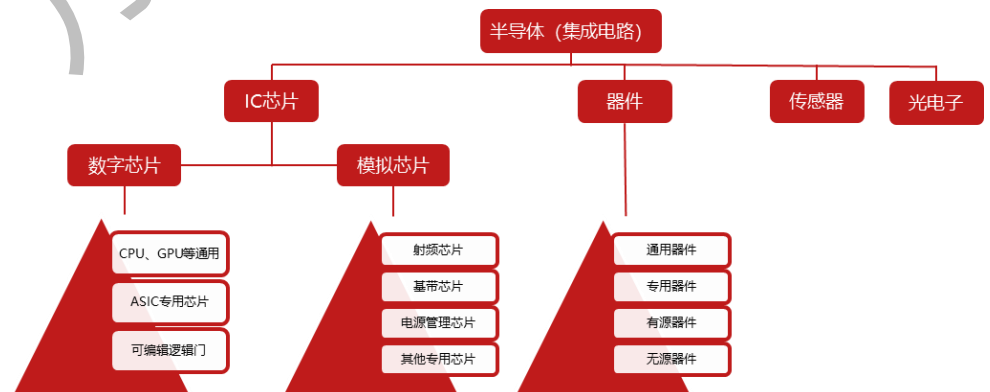 半导体（集成电路）
IC芯片
器件
传感器
光电子
数字芯片
模拟芯片
CPU、GPU等通用
ASIC专用芯片
可编辑逻辑门
射频芯片
基带芯片
电源管理芯片
其他专用芯片
通用器件
专用器件
有源器件
无源器件